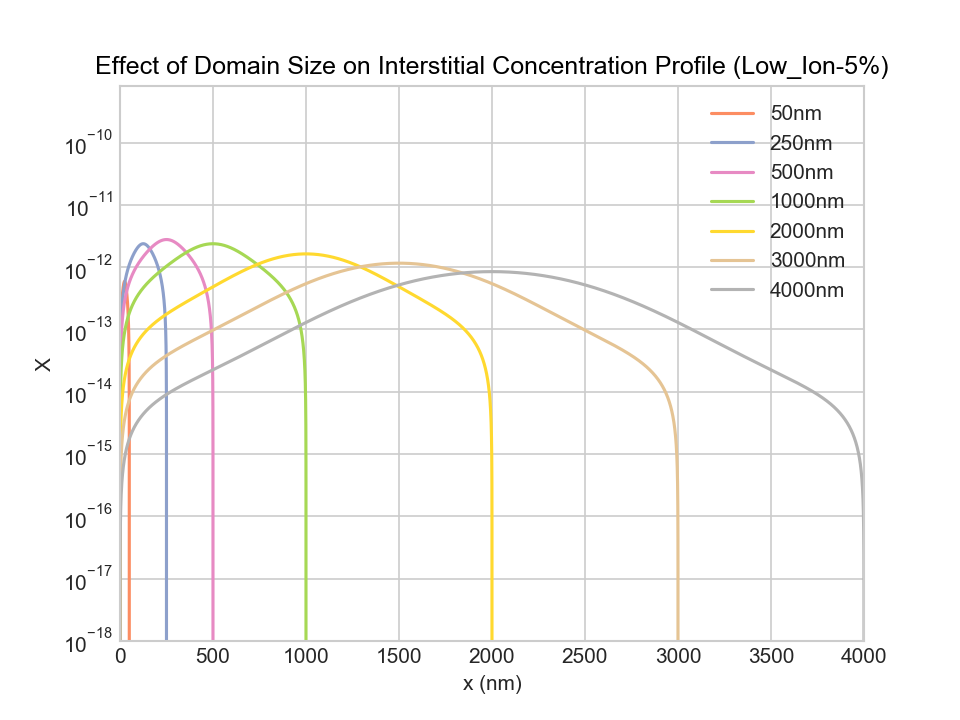 Effect of Domain Size on Interstitial Concentration Profile (Low_Ion-5%)
50nm
250nm
500nm
1000nm
2000nm
3000nm
4000nm
10⁻¹⁰
10⁻¹¹
10⁻¹²
10⁻¹³
10⁻¹⁴
10⁻¹⁵
10⁻¹⁶
10⁻¹⁷
10⁻¹⁸
X
0 500 1000 1500 2000 2500 3000 3500 4000
x (nm)